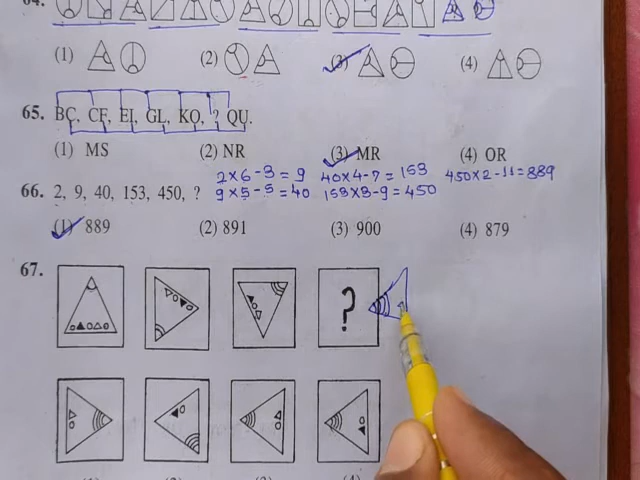 64.
(1) (2) (3) (4)
65. BC, CF, EI, GL, KO, ? QU.
(1) MS (2) NR (3) MR (4) OR
2×6-3=9 40×4-7=153 450×2-11=889
66. 2, 9, 40, 153, 450, ? 9×5-5=40 153×3-9=450
(1) 889 (2) 891 (3) 900 (4) 879
67.
?